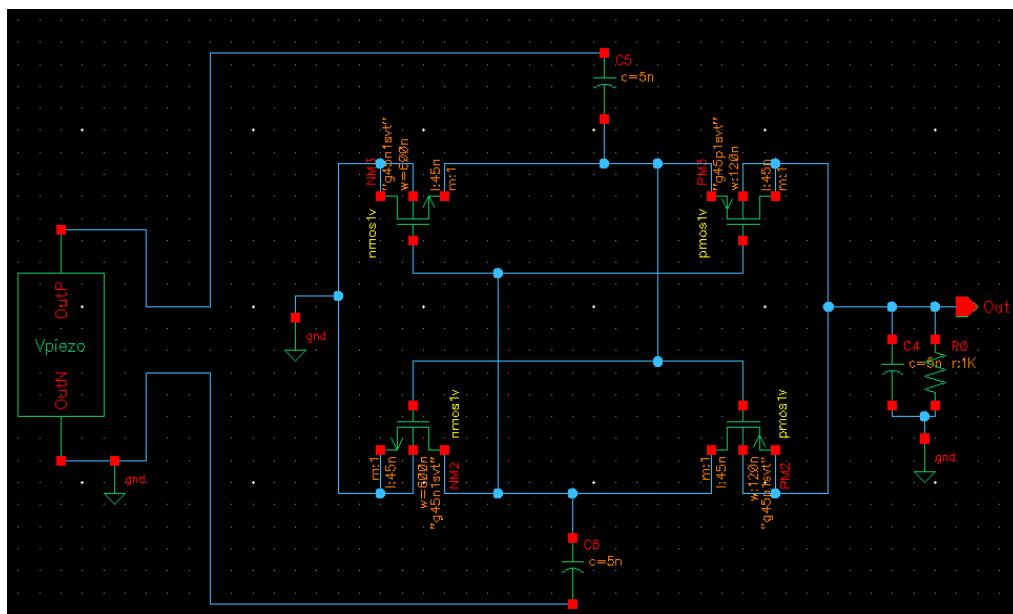 C5
c=5n
NM3
"g45n1svt"
w=600n
l:45n
m:1
nmos1v
PM3
"g45p1svt"
w:120n
l:45n
m:1
pmos1v
OutP
Vpiezo
OutN
gnd
gnd
Out
C4
c=5n
R0
r:1K
gnd
nmos1v
m:1
l:45n
w=600n
"g45n1svt"
NM2
pmos1v
m:1
l:45n
w:120n
"g45p1svt"
PM2
C6
c=5n